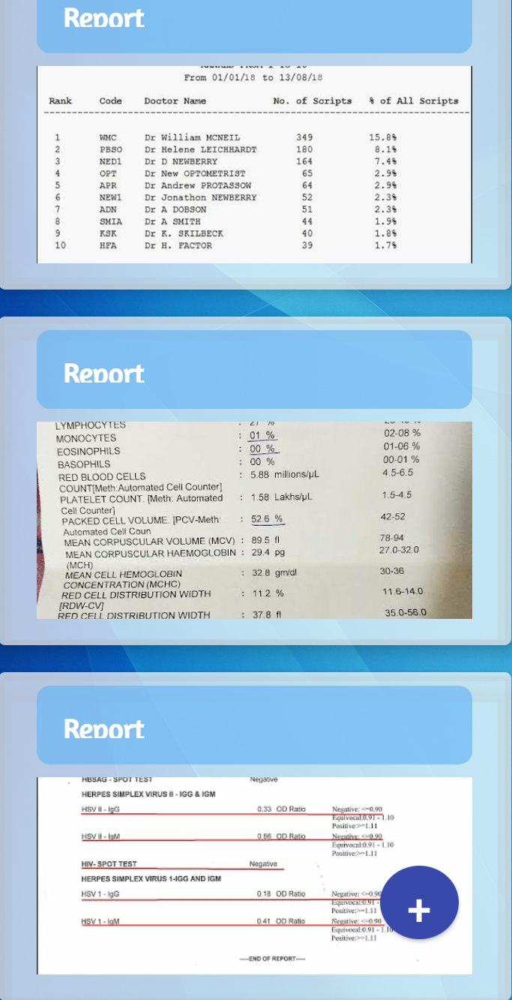 Report
RANKED FROM 1 TO 10
From 01/01/18 to 13/08/18
Rank Code Doctor Name No. of Scripts % of All Scripts
1 WMC Dr William MCNEIL 349 15.8%
2 PBSO Dr Helene LEICHHARDT 180 8.1%
3 NED1 Dr D NEWBERRY 164 7.4%
4 OPT Dr New OPTOMETRIST 65 2.9%
5 APR Dr Andrew PROTASSOW 64 2.9%
6 NEW1 Dr Jonathon NEWBERRY 52 2.3%
7 ADN Dr A DOBSON 51 2.3%
8 SMIA Dr A SMITH 44 1.9%
9 KSK Dr K. SKILBECK 40 1.8%
10 HFA Dr H. FACTOR 39 1.7%
Report
LYMPHOCYTES : 27 %
MONOCYTES : 01 % 02-08 %
EOSINOPHILS : 00 % 01-06 %
BASOPHILS : 00 % 00-01 %
RED BLOOD CELLS : 5.88 millions/µL 4.5-6.5
COUNT[Meth:Automated Cell Counter]
PLATELET COUNT. [Meth: Automated : 1.58 Lakhs/µL 1.5-4.5
Cell Counter]
PACKED CELL VOLUME. [PCV-Meth: : 52.6 % 42-52
Automated Cell Coun
MEAN CORPUSCULAR VOLUME (MCV) : 89.5 fl 78-94
MEAN CORPUSCULAR HAEMOGLOBIN : 29.4 pg 27.0-32.0
(MCH)
MEAN CELL HEMOGLOBIN : 32.8 gm/dl 30-36
CONCENTRATION (MCHC)
RED CELL DISTRIBUTION WIDTH : 11.2 % 11.6-14.0
[RDW-CV]
RED CELL DISTRIBUTION WIDTH : 37.8 fl 35.0-56.0
Report
HBSAG - SPOT TEST Negative
HERPES SIMPLEX VIRUS II - IGG & IGM
HSV II - IgG 0.33 OD Ratio Negative: <=0.90
Equivocal:0.91 - 1.10
Positive:>=1.11
HSV II - IgM 0.56 OD Ratio Negative: <=0.90
Equivocal:0.91 - 1.10
Positive:>=1.11
HIV- SPOT TEST Negative
HERPES SIMPLEX VIRUS 1-IGG AND IGM
HSV 1 - IgG 0.18 OD Ratio Negative: <=0.90
Equivocal:0.91 -
Positive:>=1.11
HSV 1 - IgM 0.41 OD Ratio Negative: <=0.90
Equivocal:0.91 - 1.10
Positive:>=1.11
----END OF REPORT----
+